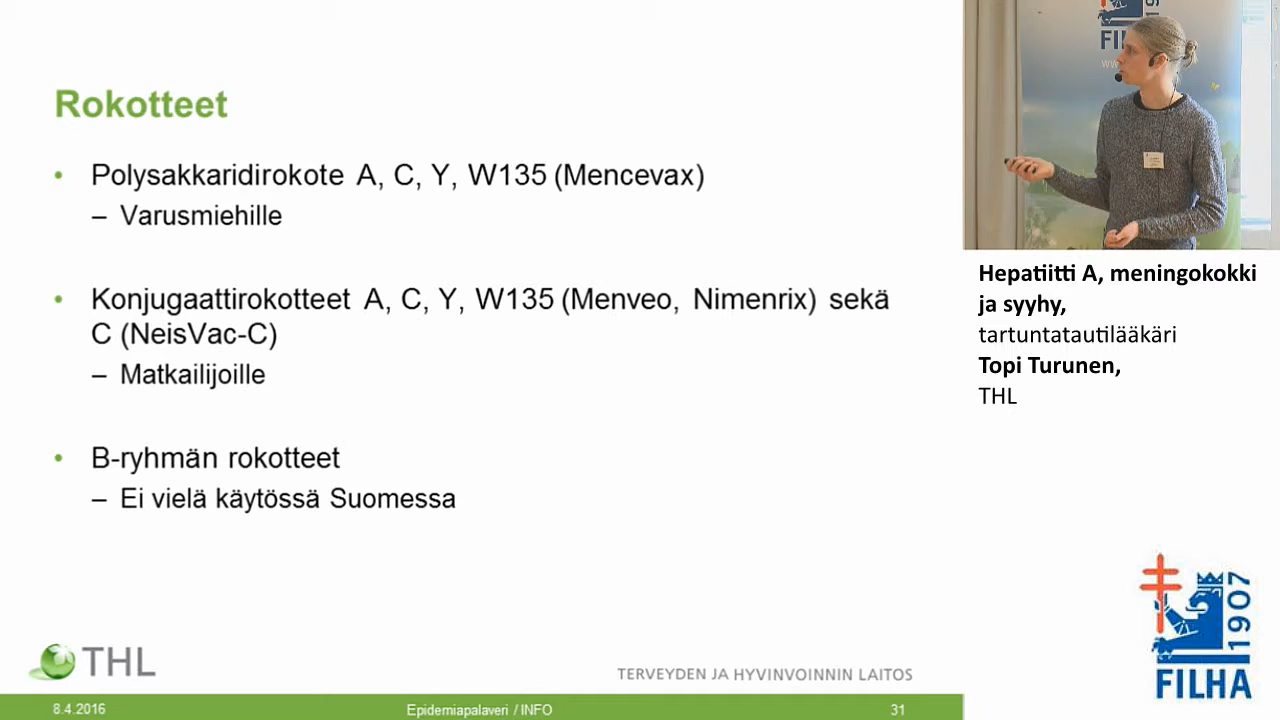 Rokotteet
• Polysakkaridirokote A, C, Y, W135 (Mencevax)
– Varusmiehille
• Konjugaattirokotteet A, C, Y, W135 (Menveo, Nimenrix) sekä
C (NeisVac-C)
– Matkailijoille
• B-ryhmän rokotteet
– Ei vielä käytössä Suomessa
THL
TERVEYDEN JA HYVINVOINNIN LAITOS
8.4.2016
Epidemiapalaveri / INFO
31
Hepatiitti A, meningokokki
ja syyhy,
tartuntatautilääkäri
Topi Turunen,
THL
1907
FILHA